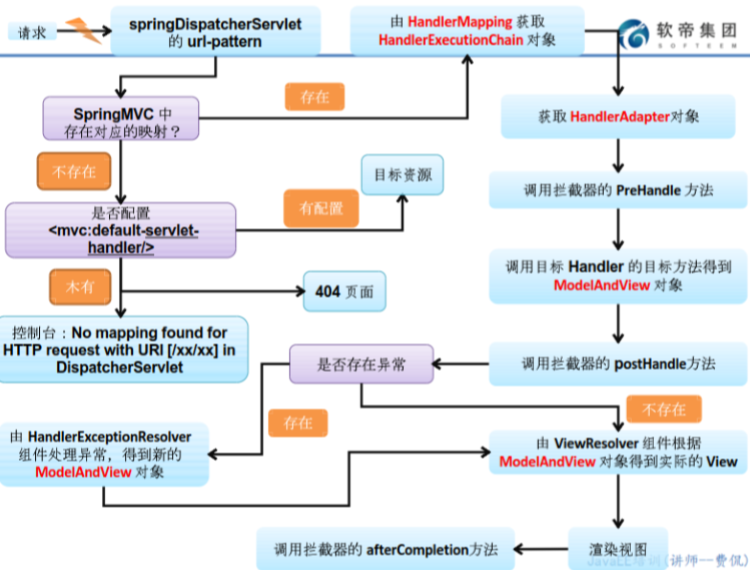 请求
springDispatcherServlet
的 url-pattern
由 HandlerMapping 获取
HandlerExecutionChain 对象
软帝集团
SOFTEEM
SpringMVC 中
存在对应的映射？
存在
获取 HandlerAdapter对象
不存在
目标资源
调用拦截器的 PreHandle 方法
是否配置
<mvc:default-servlet-
handler/>
有配置
调用目标 Handler 的目标方法得到
ModelAndView 对象
木有
404 页面
控制台：No mapping found for
HTTP request with URI [/xx/xx] in
DispatcherServlet
是否存在异常
调用拦截器的 postHandle方法
存在
不存在
由 HandlerExceptionResolver
组件处理异常，得到新的
ModelAndView 对象
由 ViewResolver 组件根据
ModelAndView 对象得到实际的 View
调用拦截器的 afterCompletion方法
渲染视图
JavaEE培训(讲师--费侃)